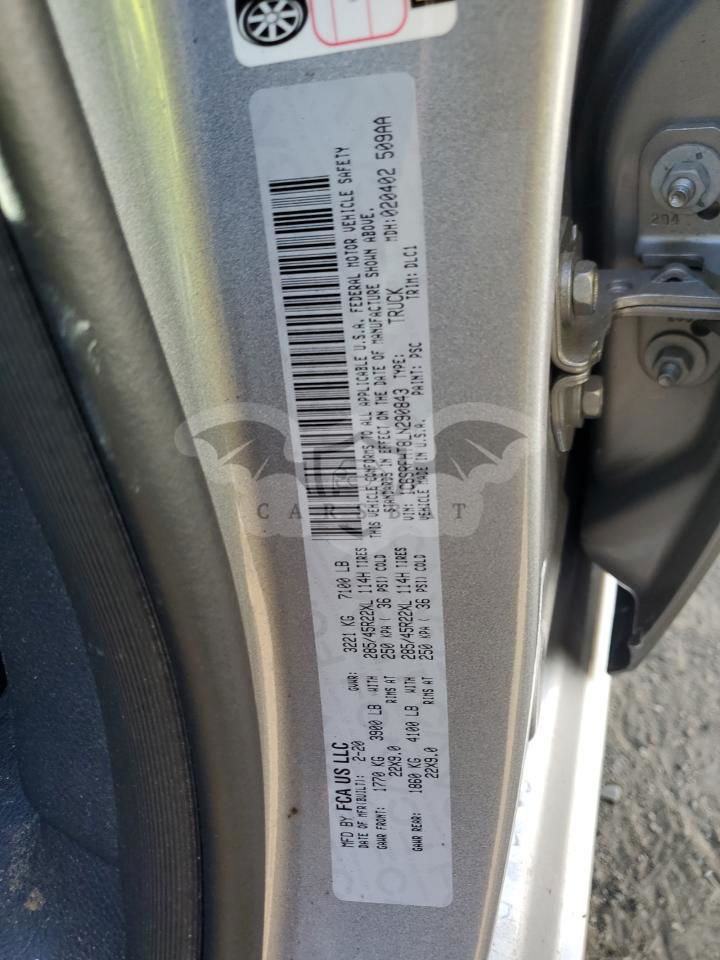 MFD BY FCA US LLC
DATE OF MFR(BUILT): 2-20 GVWR: 3221 KG 7100 LB
GAWR FRONT: 1770 KG 3900 LB WITH 285/45R22XL 114H TIRES
22X9.0 RIMS AT 250 KPA ( 36 PSI) COLD
GAWR REAR: 1860 KG 4100 LB WITH 285/45R22XL 114H TIRES
22X9.0 RIMS AT 250 KPA ( 36 PSI) COLD
THIS VEHICLE CONFORMS TO ALL APPLICABLE U.S.A. FEDERAL MOTOR VEHICLE SAFETY
STANDARDS IN EFFECT ON THE DATE OF MANUFACTURE SHOWN ABOVE.
VIN: 1C6SRFHT8LN290843 TYPE: TRUCK MDH:020402 509AA
VEHICLE MADE IN U.S.A. PAINT: PSC TRIM: DLC1
CARSBAT
294